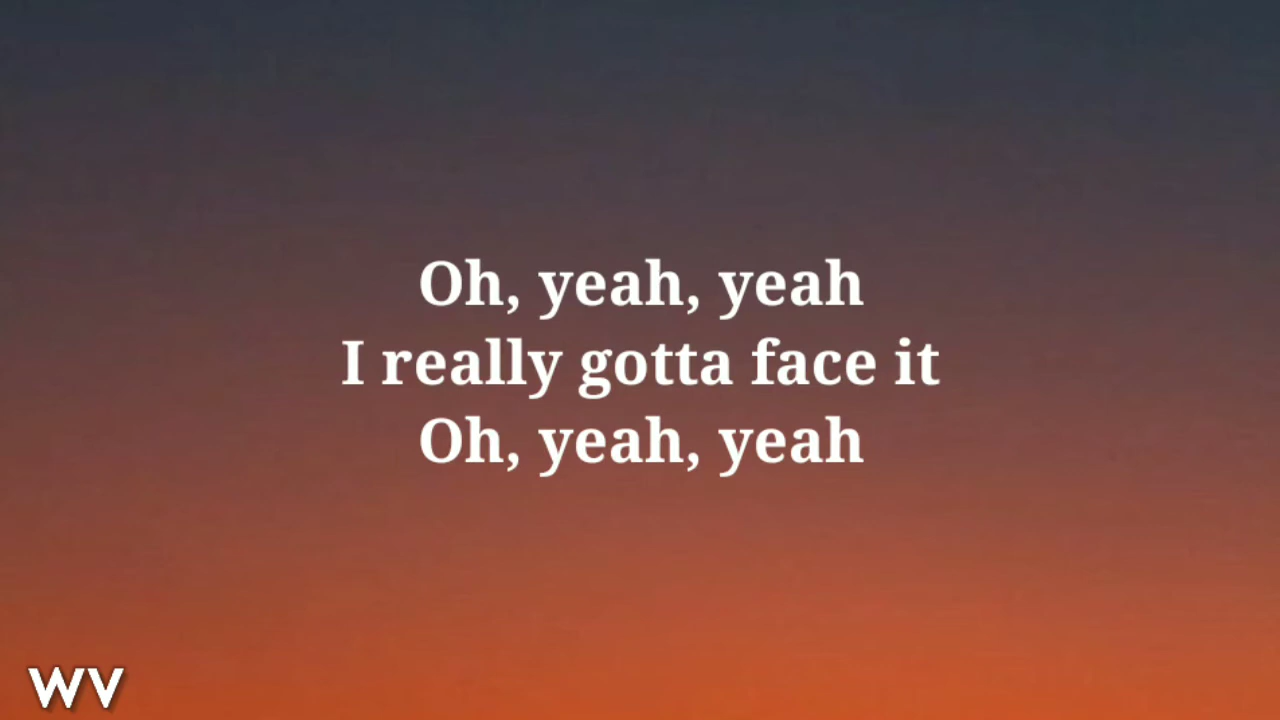 Oh, yeah, yeah
I really gotta face it
Oh, yeah, yeah
WV